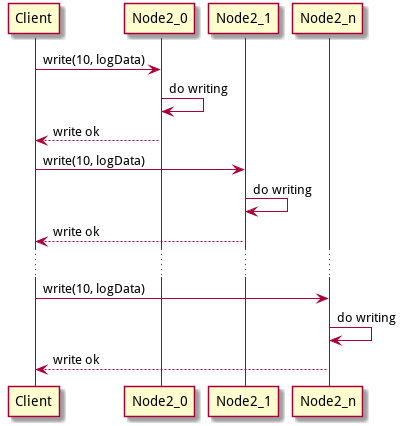 Client Node2_0 Node2_1 Node2_n
write(10, logData)
do writing
write ok
write(10, logData)
do writing
write ok
write(10, logData)
do writing
write ok
Client Node2_0 Node2_1 Node2_n